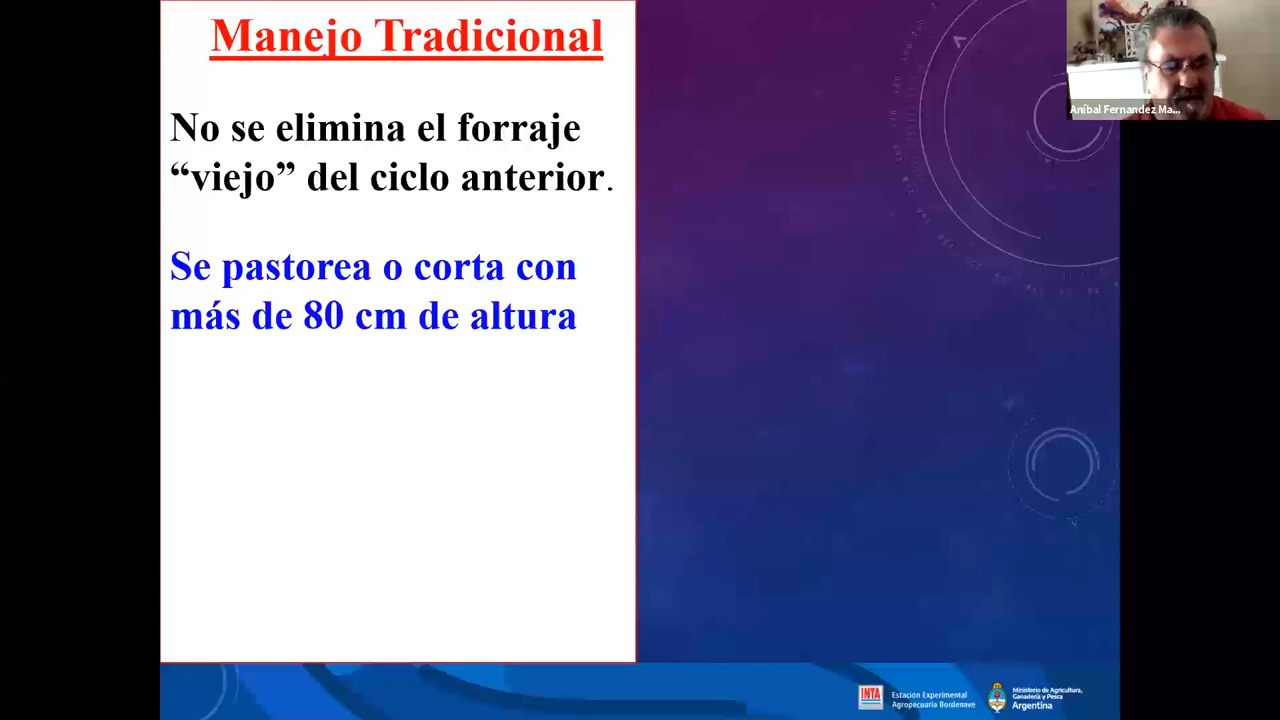 Manejo Tradicional
No se elimina el forraje
“viejo” del ciclo anterior.
Se pastorea o corta con
más de 80 cm de altura
Aníbal Fernandez Ma...
INTA
Estación Experimental
Agropecuaria Bordenave
Ministerio de Agricultura,
Ganadería y Pesca
Argentina